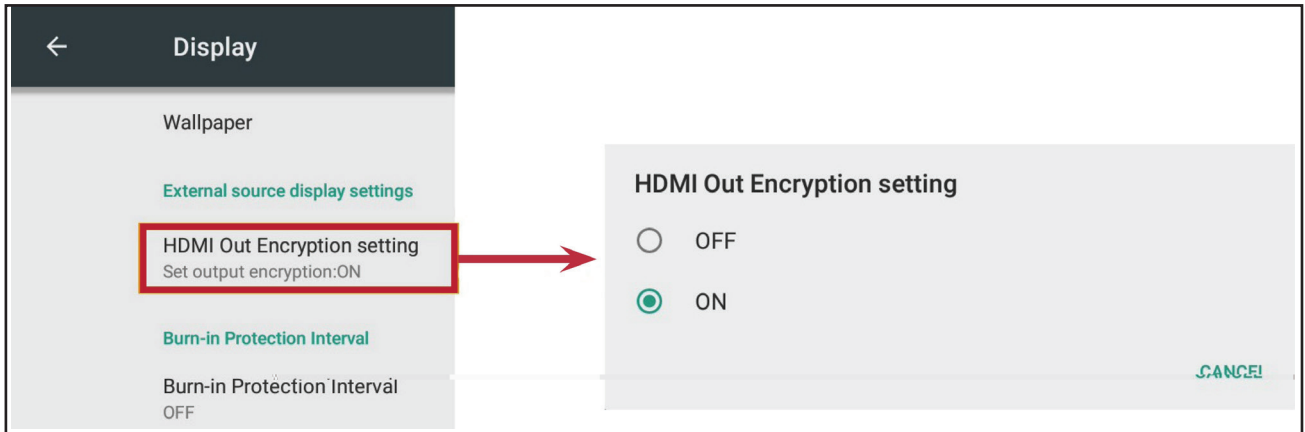 Display
Wallpaper
External source display settings
HDMI Out Encryption setting
Set output encryption:ON
Burn-in Protection Interval
Burn-in Protection Interval
OFF
HDMI Out Encryption setting
OFF
ON
CANCEL